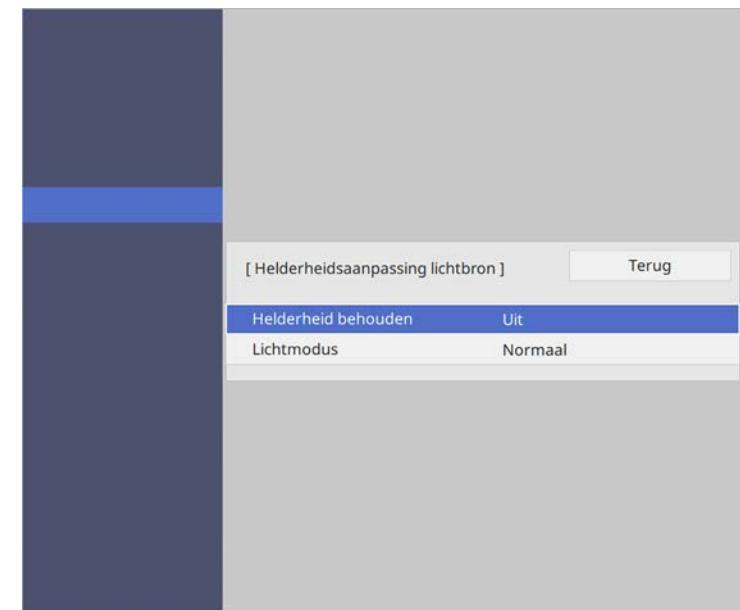 [ Helderheidsaanpassing lichtbron ] Terug
Helderheid behouden Uit
Lichtmodus Normaal